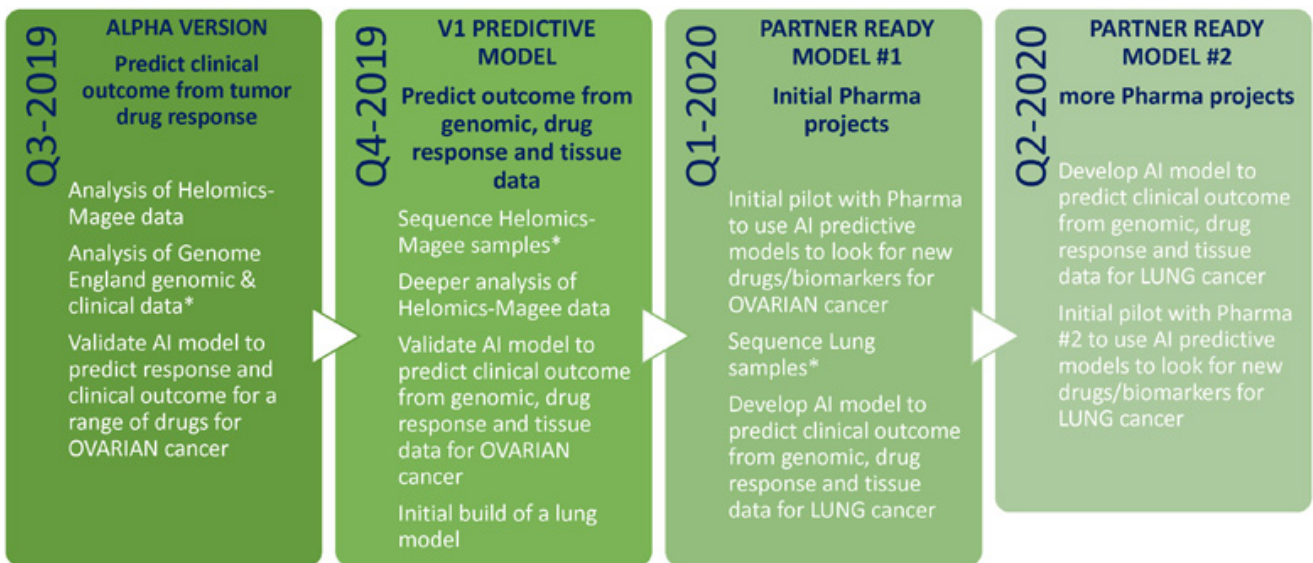 Q3-2019
ALPHA VERSION
Predict clinical
outcome from tumor
drug response
Analysis of Helomics-
Magee data
Analysis of Genome
England genomic &
clinical data*
Validate AI model to
predict response and
clinical outcome for a
range of drugs for
OVARIAN cancer
Q4-2019
V1 PREDICTIVE
MODEL
Predict outcome from
genomic, drug
response and tissue
data
Sequence Helomics-
Magee samples*
Deeper analysis of
Helomics-Magee data
Validate AI model to
predict clinical outcome
from genomic, drug
response and tissue
data for OVARIAN
cancer
Initial build of a lung
model
Q1-2020
PARTNER READY
MODEL #1
Initial Pharma
projects
Initial pilot with Pharma
to use AI predictive
models to look for new
drugs/biomarkers for
OVARIAN cancer
Sequence Lung
samples*
Develop AI model to
predict clinical outcome
from genomic, drug
response and tissue
data for LUNG cancer
Q2-2020
PARTNER READY
MODEL #2
more Pharma projects
Develop AI model to
predict clinical outcome
from genomic, drug
response and tissue
data for LUNG cancer
Initial pilot with Pharma
#2 to use AI predictive
models to look for new
drugs/biomarkers for
LUNG cancer